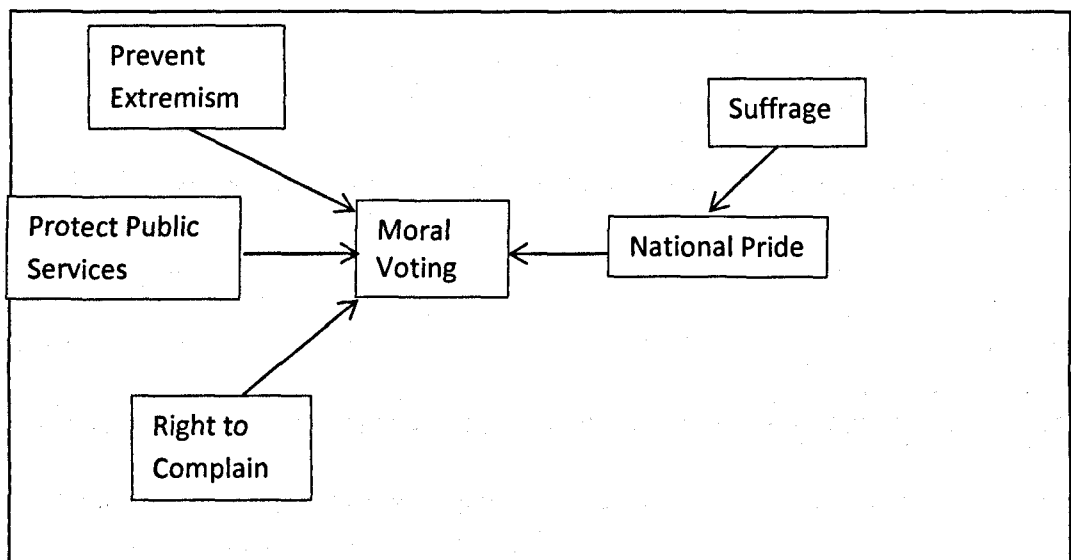 Prevent
Extremism
Suffrage
Protect Public
Services
Moral
Voting
National Pride
Right to
Complain